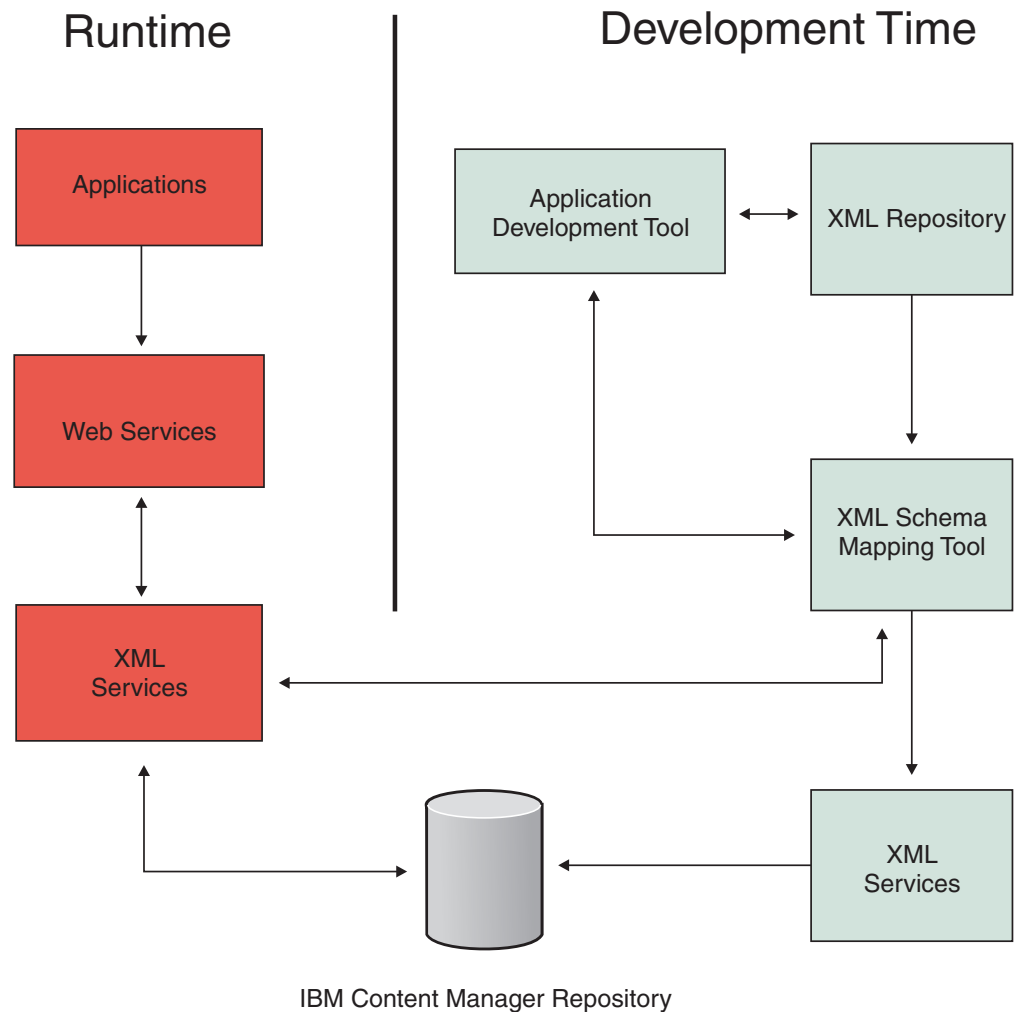 Runtime
Development Time
Applications
Application
Development Tool
XML Repository
Web Services
XML Schema
Mapping Tool
XML
Services
XML
Services
IBM Content Manager Repository